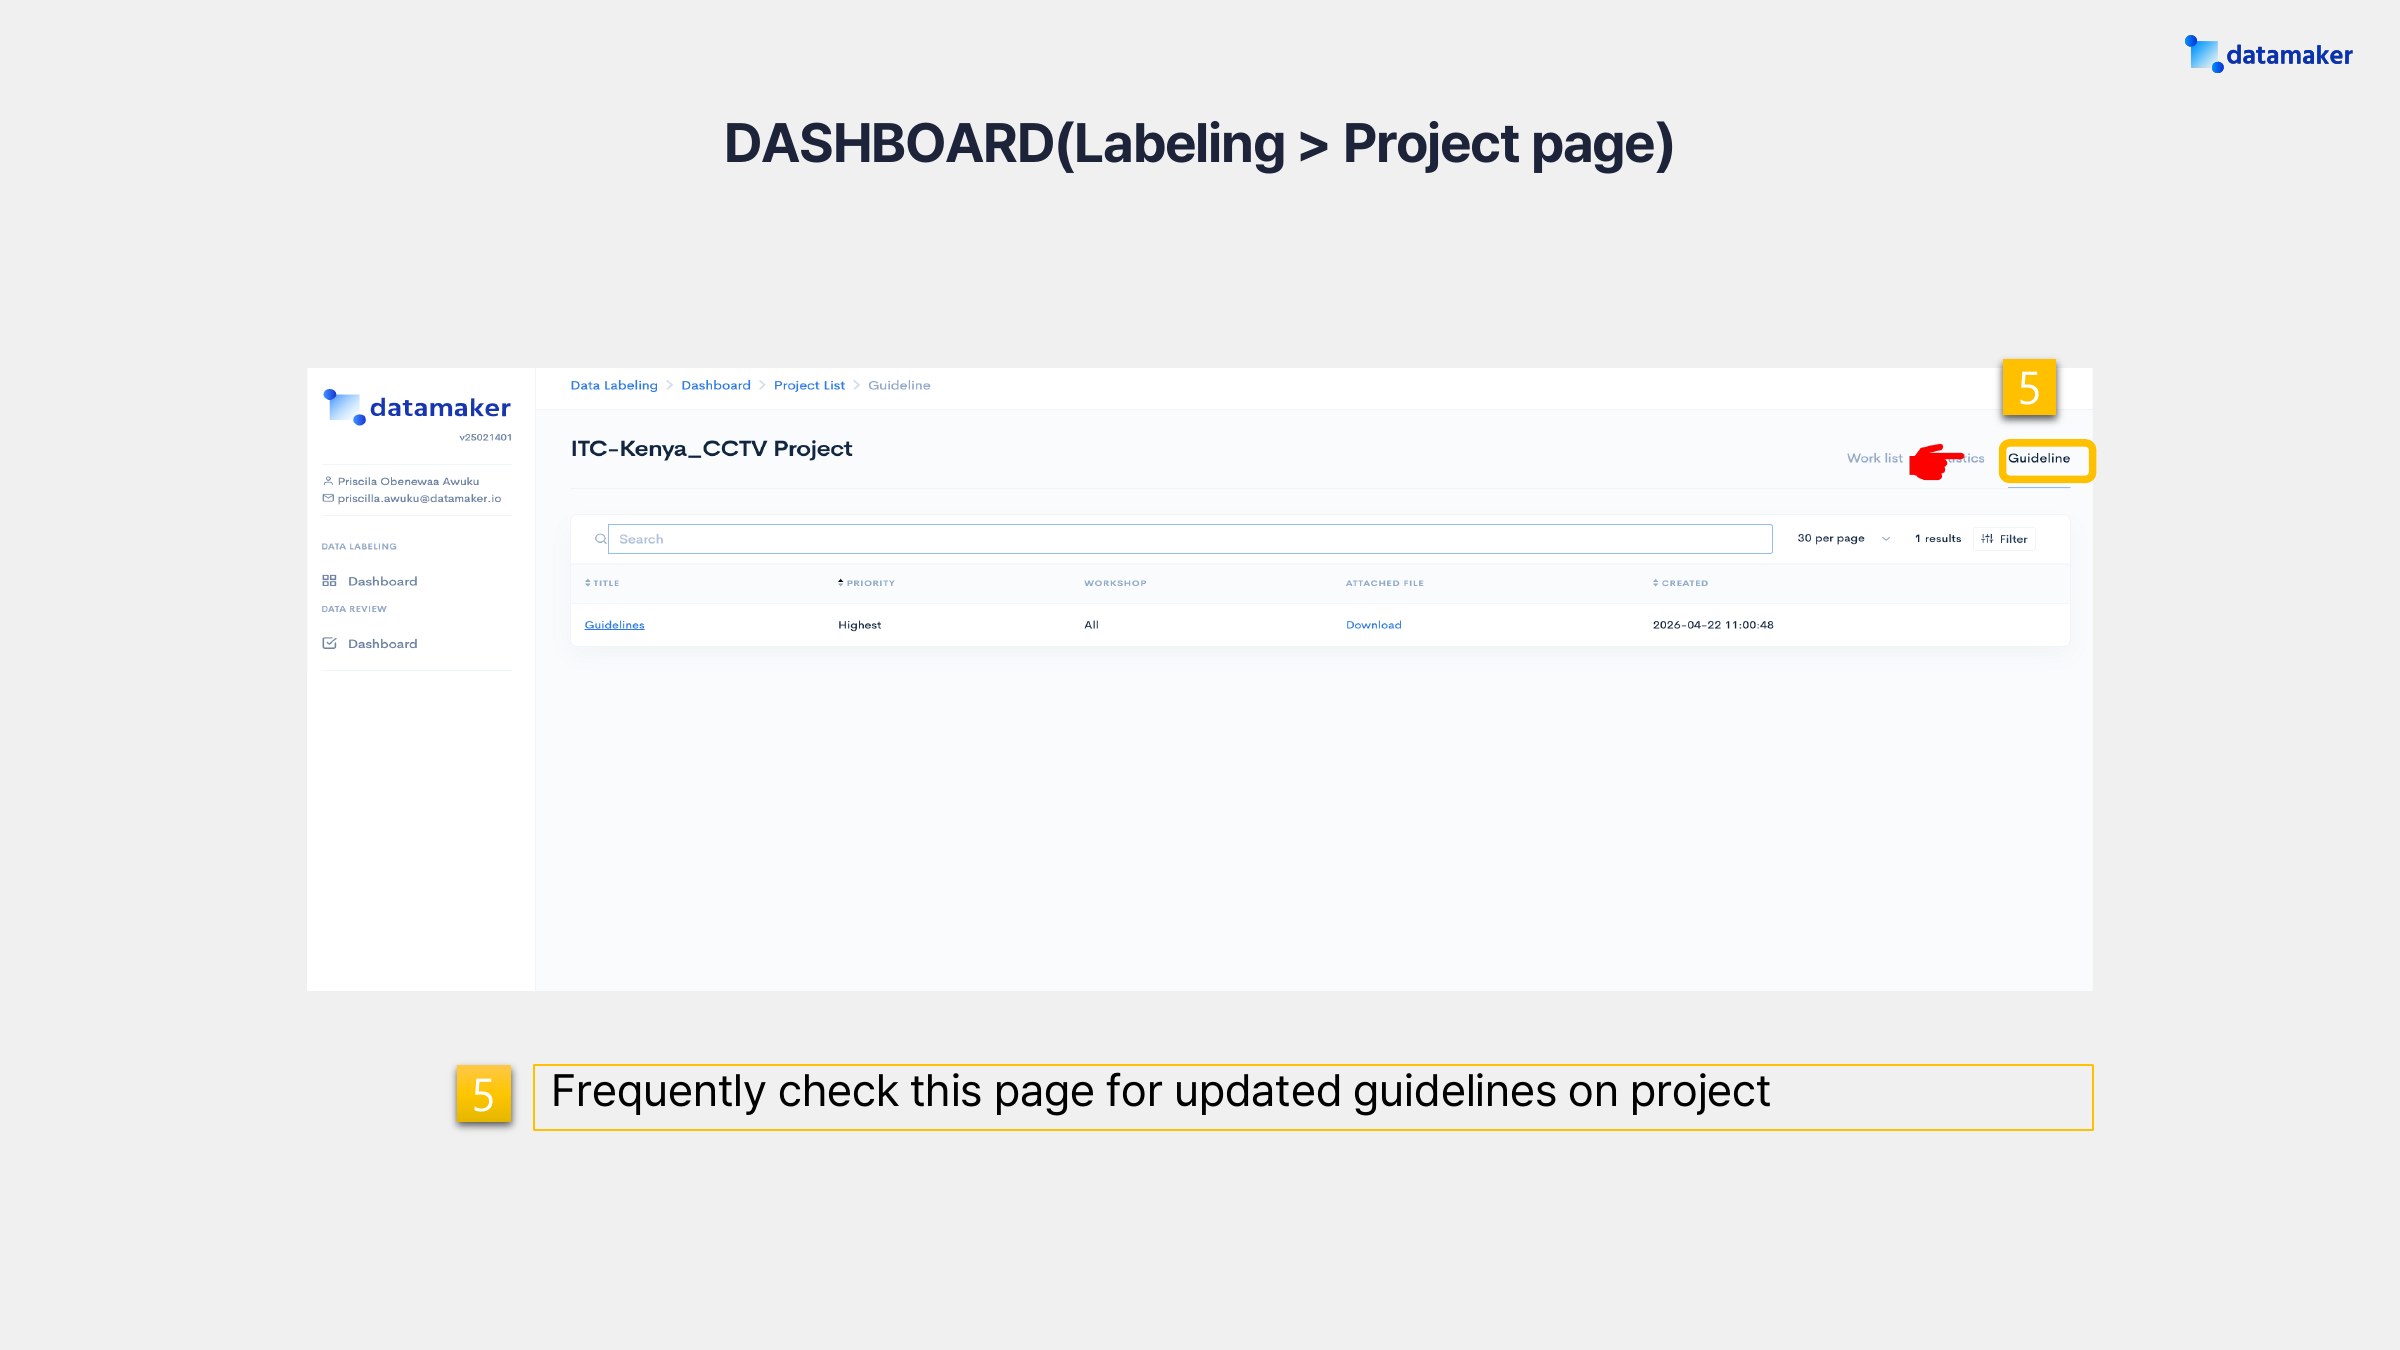 datamaker
DASHBOARD(Labeling > Project page)
datamaker
v25021401
Priscila Obenewaa Awuku
priscilla.awuku@datamaker.io
DATA LABELING
Dashboard
DATA REVIEW
Dashboard
Data Labeling > Dashboard > Project List > Guideline
5
ITC-Kenya_CCTV Project
Work list Guideline
Search
30 per page 1 results Filter
TITLE PRIORITY WORKSHOP ATTACHED FILE CREATED
Guidelines Highest All Download 2026-04-22 11:00:48
5 Frequently check this page for updated guidelines on project